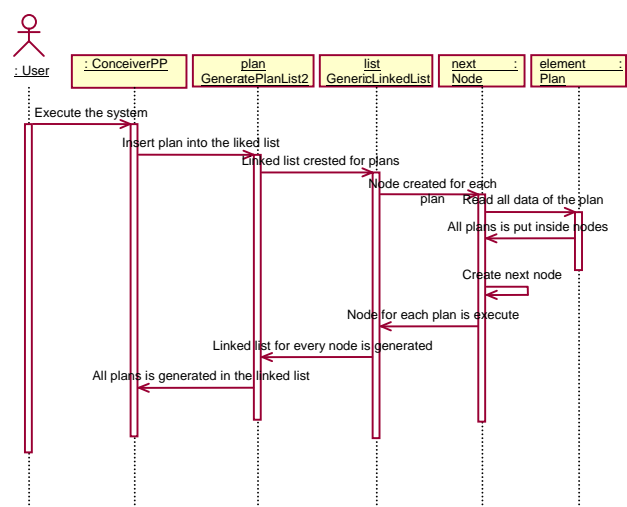 : User
: ConceiverPP
plan
GeneratePlanList2
list :
GenericLinkedList
next :
Node
element :
Plan
Execute the system
Insert plan into the liked list
Linked list crested for plans
Node created for each
plan
Read all data of the plan
All plans is put inside nodes
Create next node
Node for each plan is execute
Linked list for every node is generated
All plans is generated in the linked list